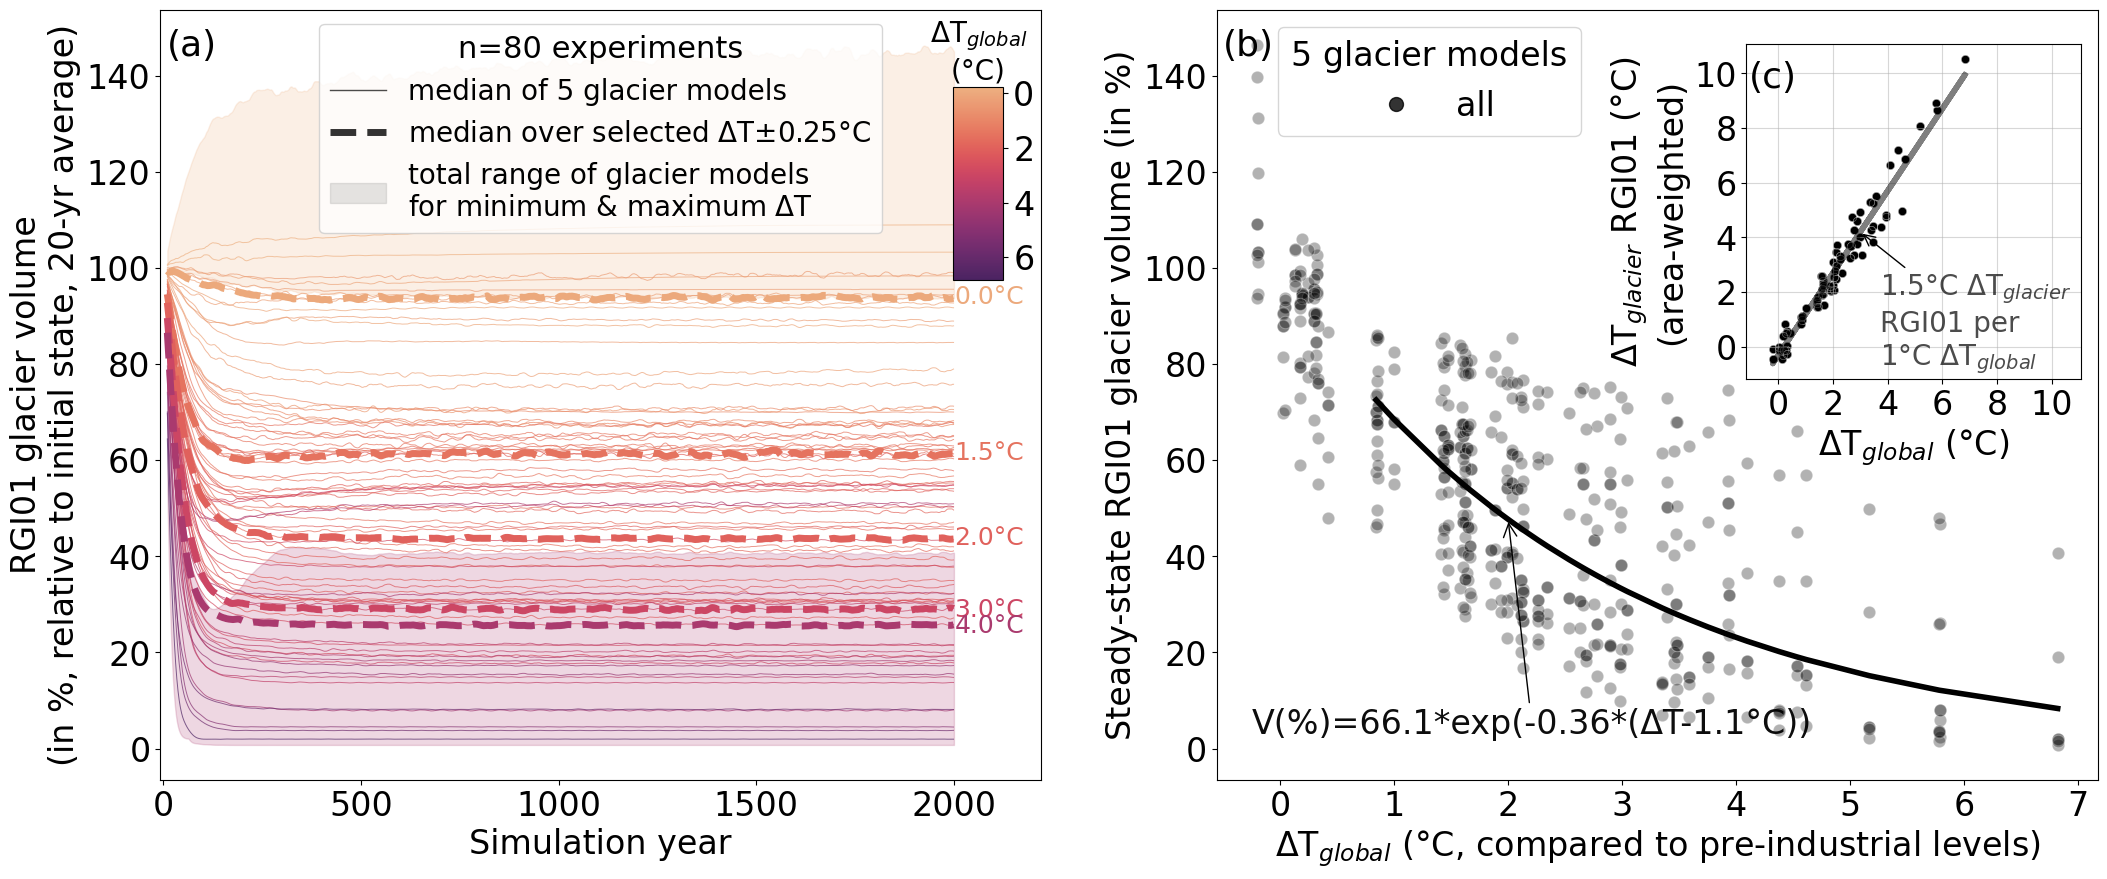 (a)
n=80 experiments
median of 5 glacier models
median over selected ΔT±0.25°C
total range of glacier models
for minimum & maximum ΔT
ΔT_global
(°C)
0
2
4
6
RGI01 glacier volume
(in %, relative to initial state, 20-yr average)
140
120
100
80
60
40
20
0
0.0°C
1.5°C
2.0°C
3.0°C
4.0°C
0 500 1000 1500 2000
Simulation year
(b)
5 glacier models
all
Steady-state RGI01 glacier volume (in %)
140
120
100
80
60
40
20
0
V(%)=66.1*exp(-0.36*(ΔT-1.1°C))
0 1 2 3 4 5 6 7
ΔT_global (°C, compared to pre-industrial levels)
(c)
ΔT_glacier RGI01 (°C)
(area-weighted)
10
8
6
4
2
0
1.5°C ΔT_glacier
RGI01 per
1°C ΔT_global
0 2 4 6 8 10
ΔT_global (°C)